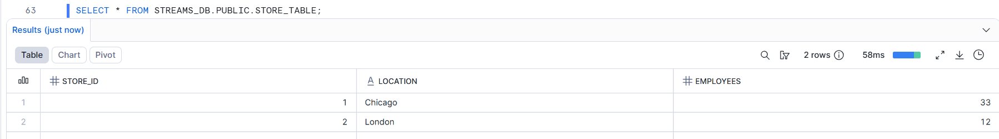 63 SELECT * FROM STREAMS_DB.PUBLIC.STORE_TABLE;
Results (just now)
Table Chart Pivot 2 rows 58ms
STORE_ID LOCATION EMPLOYEES
1 1 Chicago 33
2 2 London 12